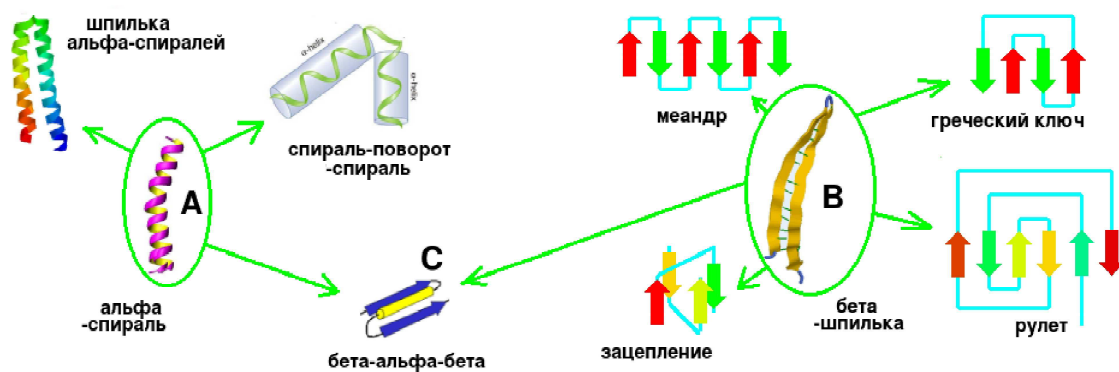 шпилька
альфа-спиралей
α-helix
α-helix
спираль-поворот
-спираль
A
альфа
-спираль
C
бета-альфа-бета
меандр
греческий ключ
B
бета
-шпилька
зацепление
рулет